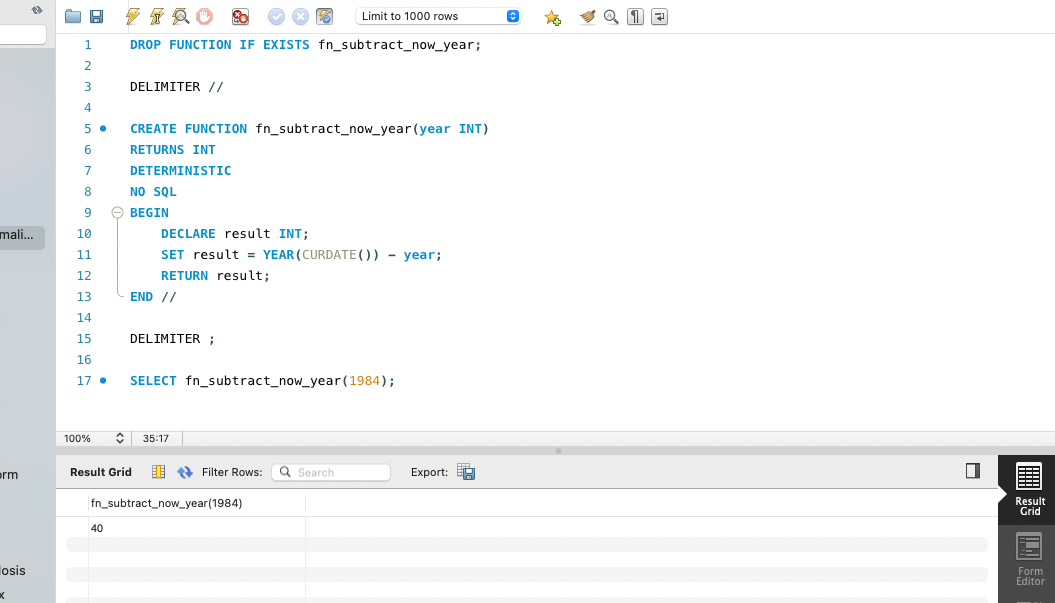 Limit to 1000 rows
1 DROP FUNCTION IF EXISTS fn_subtract_now_year;
2
3 DELIMITER //
4
5 CREATE FUNCTION fn_subtract_now_year(year INT)
6 RETURNS INT
7 DETERMINISTIC
8 NO SQL
9 BEGIN
10 DECLARE result INT;
11 SET result = YEAR(CURDATE()) - year;
12 RETURN result;
13 END //
14
15 DELIMITER ;
16
17 SELECT fn_subtract_now_year(1984);
mali...
orm
losis
x
100% 35:17
Result Grid Filter Rows: Search Export:
fn_subtract_now_year(1984)
40
Result
Grid
Form
Editor